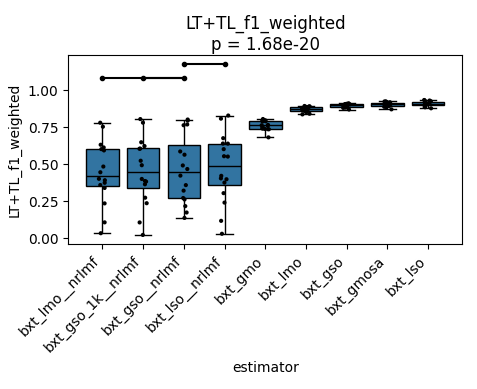 LT+TL_f1_weighted
p = 1.68e-20
LT+TL_f1_weighted
1.00
0.75
0.50
0.25
0.00
bxt_lmo__nrlmf
bxt_gso_1k__nrlmf
bxt_gso__nrlmf
bxt_lso__nrlmf
bxt_gmo
bxt_lmo
bxt_gso
bxt_gmosa
bxt_lso
estimator